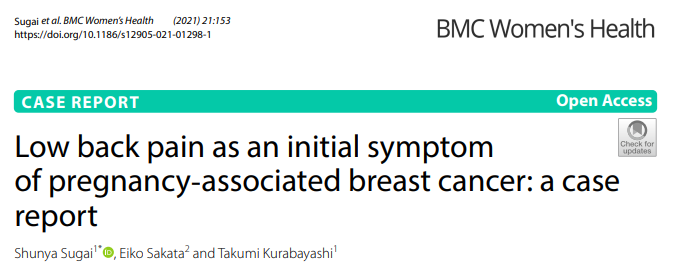 Sugai et al. BMC Women's Health (2021) 21:153
https://doi.org/10.1186/s12905-021-01298-1
BMC Women's Health
CASE REPORT
Open Access
Low back pain as an initial symptom
of pregnancy-associated breast cancer: a case
report
Check for
updates
Shunya Sugai1*, Eiko Sakata2 and Takumi Kurabayashi1